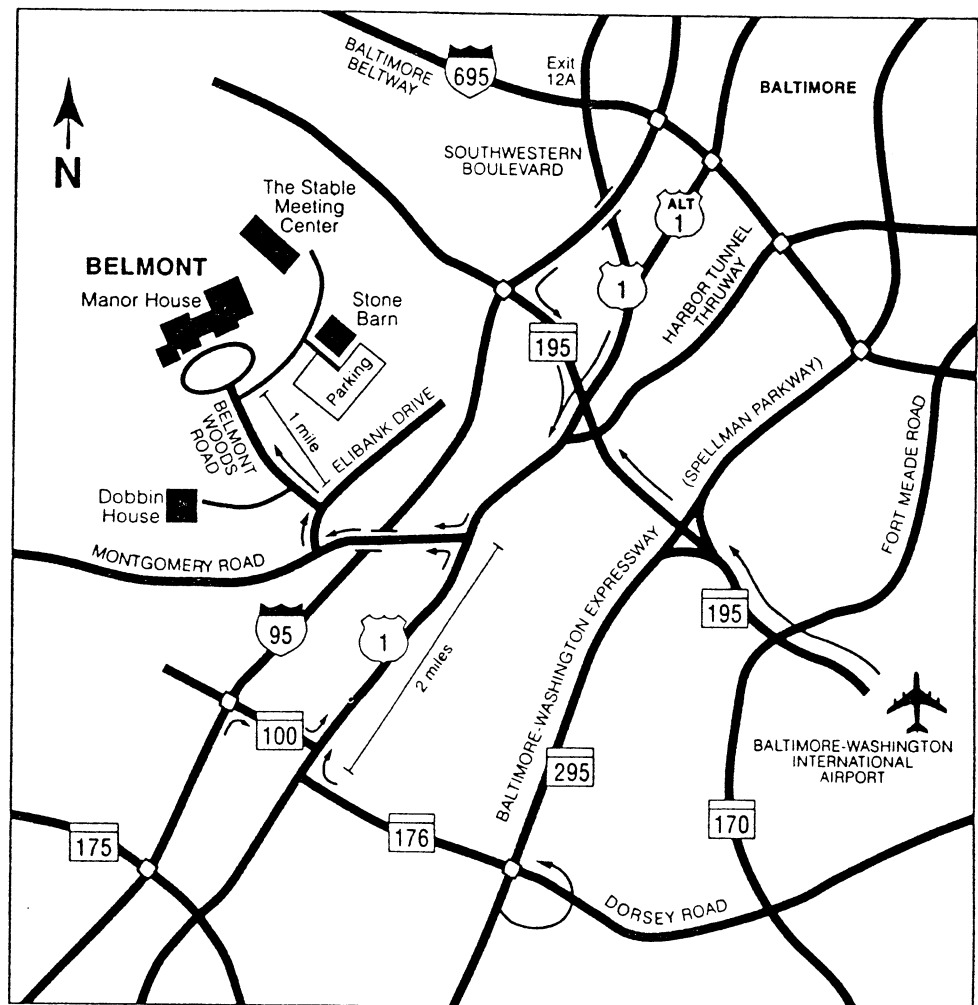 BALTIMORE
BELTWAY
695
Exit
12A
BALTIMORE
N
SOUTHWESTERN
BOULEVARD
The Stable
Meeting
Center
ALT
1
BELMONT
Manor House
Stone
Barn
1
HARBOR TUNNEL
THRUWAY
195
Parking
BELMONT
WOODS
ROAD
1 mile
ELIBANK DRIVE
(SPELLMAN PARKWAY)
FORT MEADE ROAD
Dobbin
House
MONTGOMERY ROAD
195
95
1
2 miles
BALTIMORE-WASHINGTON EXPRESSWAY
100
BALTIMORE-WASHINGTON
INTERNATIONAL
AIRPORT
295
175
176
170
DORSEY ROAD